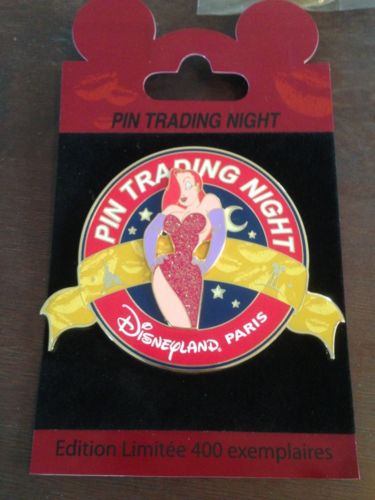 PIN TRADING NIGHT
PIN TRADING NIGHT
DISNEYLAND® PARIS
Edition Limitée 400 exemplaires